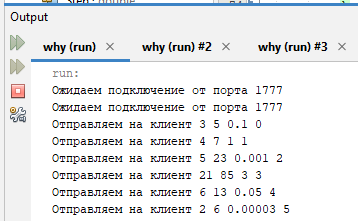 Output
why (run) × why (run) #2 × why (run) #3 ×
run:
Ожидаем подключение от порта 1777
Ожидаем подключение от порта 1777
Отправляем на клиент 3 5 0.1 0
Отправляем на клиент 4 7 1 1
Отправляем на клиент 5 23 0.001 2
Отправляем на клиент 21 85 3 3
Отправляем на клиент 6 13 0.05 4
Отправляем на клиент 2 6 0.00003 5